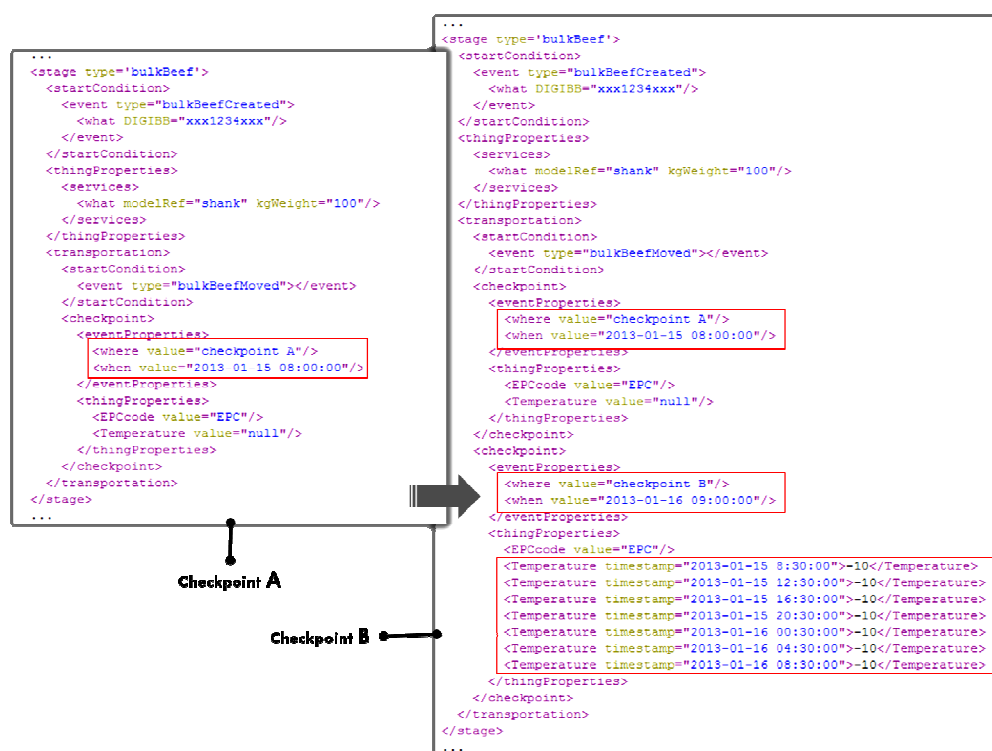 ...
<stage type='bulkBeef'>
<startCondition>
<event type="bulkBeefCreated">
<what DIGIBB="xxx1234xxx"/>
</event>
</startCondition>
<thingProperties>
<services>
<what modelRef="shank" kgWeight="100"/>
</services>
</thingProperties>
<transportation>
<startCondition>
<event type="bulkBeefMoved"></event>
</startCondition>
<checkpoint>
<eventProperties>
<where value="checkpoint A"/>
<when value="2013-01-15 08:00:00"/>
</eventProperties>
<thingProperties>
<EPCcode value="EPC"/>
<Temperature value="null"/>
</thingProperties>
</checkpoint>
</transportation>
</stage>
...
Checkpoint A
...
<stage type='bulkBeef'>
<startCondition>
<event type="bulkBeefCreated">
<what DIGIBB="xxx1234xxx"/>
</event>
</startCondition>
<thingProperties>
<services>
<what modelRef="shank" kgWeight="100"/>
</services>
</thingProperties>
<transportation>
<startCondition>
<event type="bulkBeefMoved"></event>
</startCondition>
<checkpoint>
<eventProperties>
<where value="checkpoint A"/>
<when value="2013-01-15 08:00:00"/>
</eventProperties>
<thingProperties>
<EPCcode value="EPC"/>
<Temperature value="null"/>
</thingProperties>
</checkpoint>
<checkpoint>
<eventProperties>
<where value="checkpoint B"/>
<when value="2013-01-16 09:00:00"/>
</eventProperties>
<thingProperties>
<EPCcode value="EPC"/>
<Temperature timestamp="2013-01-15 8:30:00">-10</Temperature>
<Temperature timestamp="2013-01-15 12:30:00">-10</Temperature>
<Temperature timestamp="2013-01-15 16:30:00">-10</Temperature>
<Temperature timestamp="2013-01-15 20:30:00">-10</Temperature>
<Temperature timestamp="2013-01-16 00:30:00">-10</Temperature>
<Temperature timestamp="2013-01-16 04:30:00">-10</Temperature>
<Temperature timestamp="2013-01-16 08:30:00">-10</Temperature>
</thingProperties>
</checkpoint>
</transportation>
</stage>
...
Checkpoint B